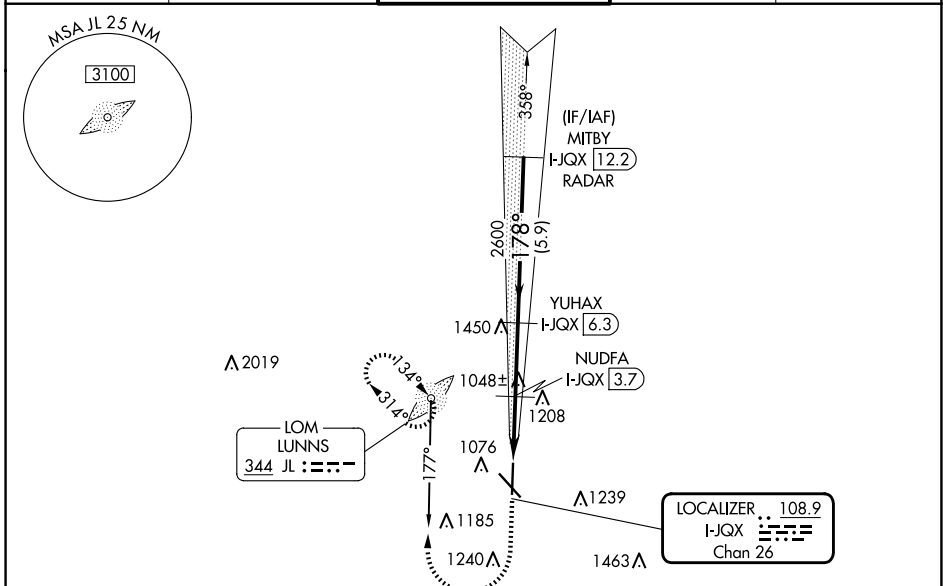 MSA JL 25 NM
3100
358°
(IF/IAF)
MITBY
I-JQX 12.2
RADAR
2600
178°
(5.9)
YUHAX
I-JQX 6.3
1450
NUDFA
I-JQX 3.7
2019
134°
314°
1048±
1208
LOM
LUNNS
344 JL
177°
1076
1239
LOCALIZER 108.9
I-JQX
Chan 26
1185
1240
1463